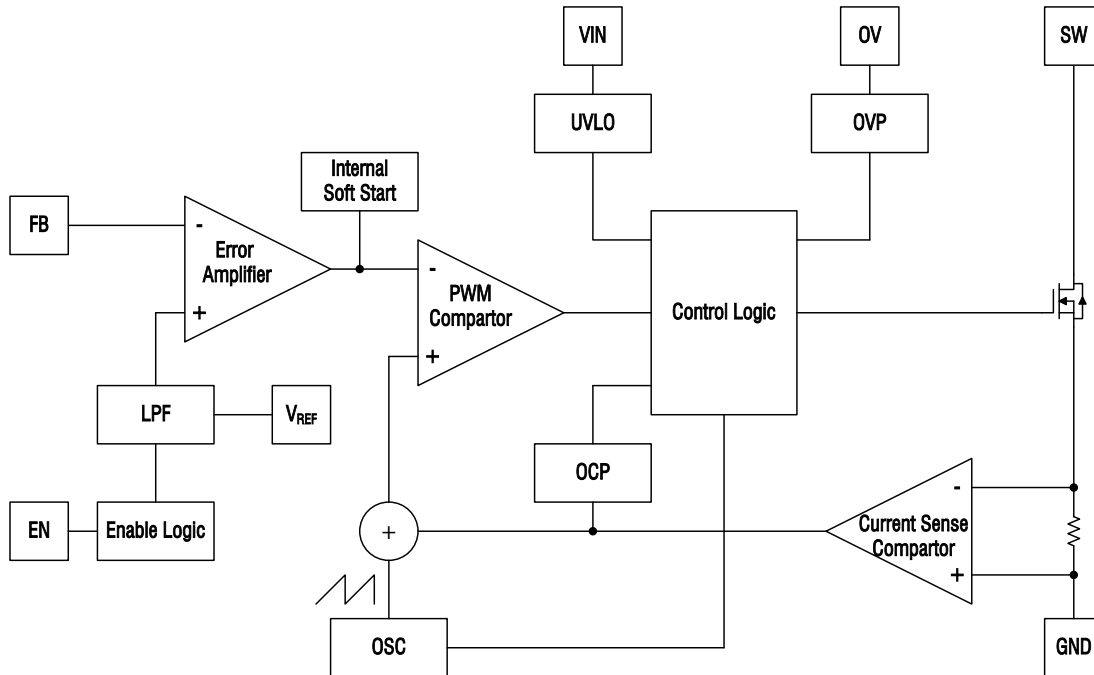 VIN
OV
SW
UVLO
OVP
Internal
Soft Start
FB
-
Error
Amplifier
+
-
PWM
Compartor
+
Control Logic
LPF
VREF
OCP
EN
Enable Logic
+
-
Current Sense
Compartor
+
OSC
GND